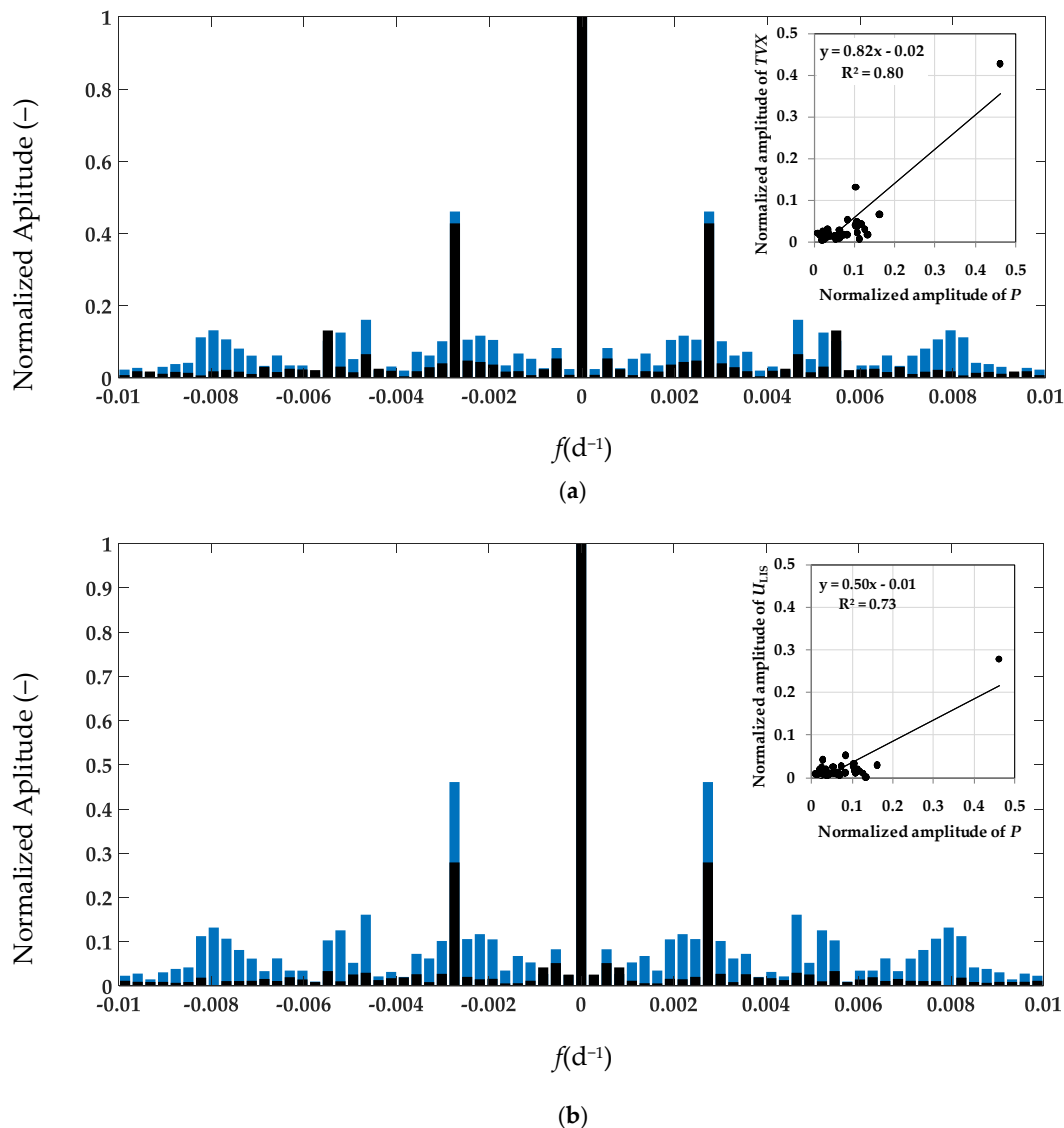 1
0.8
0.6
0.4
0.2
0
Normalized Aplitude (−)
-0.01 -0.008 -0.006 -0.004 -0.002 0 0.002 0.004 0.006 0.008 0.01
f(d⁻¹)
0.5
0.4
0.3
0.2
0.1
0
Normalized amplitude of TVX
y = 0.82x - 0.02
R² = 0.80
0 0.1 0.2 0.3 0.4 0.5
Normalized amplitude of P
(a)
1
0.9
0.8
0.7
0.6
0.5
0.4
0.3
0.2
0.1
0
Normalized Aplitude (−)
-0.01 -0.008 -0.006 -0.004 -0.002 0 0.002 0.004 0.006 0.008 0.01
f(d⁻¹)
0.5
0.4
0.3
0.2
0.1
0
Normalized amplitude of U_LIS
y = 0.50x - 0.01
R² = 0.73
0 0.1 0.2 0.3 0.4 0.5
Normalized amplitude of P
(b)